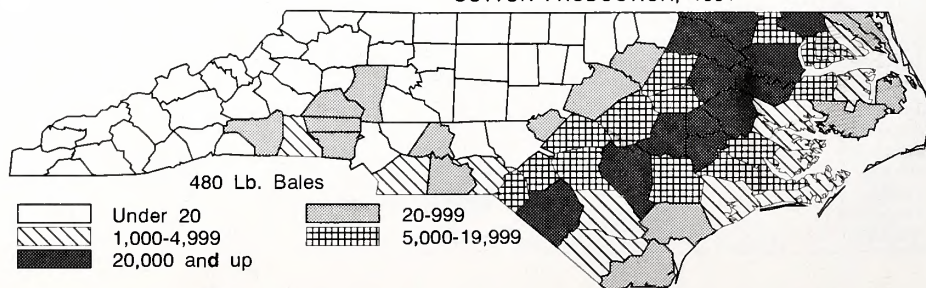 480 Lb. Bales
Under 20
20-999
1,000-4,999
5,000-19,999
20,000 and up